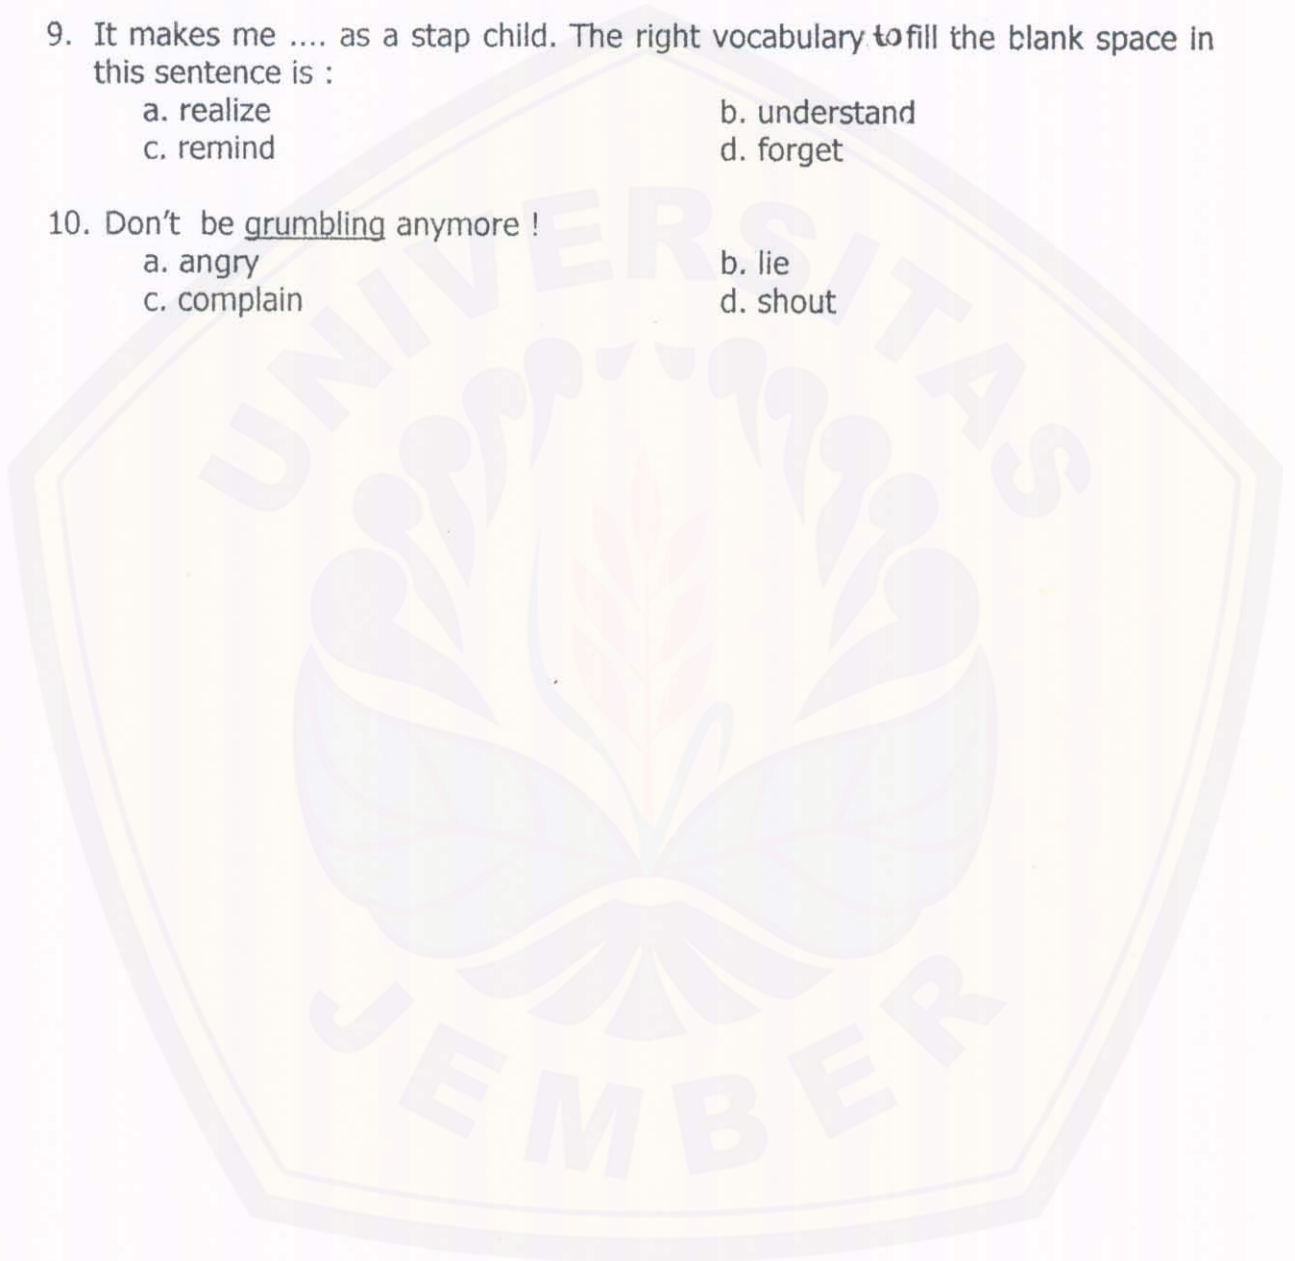 9. It makes me .... as a stap child. The right vocabulary to fill the blank space in
this sentence is :
a. realize b. understand
c. remind d. forget
10. Don't be grumbling anymore !
a. angry b. lie
c. complain d. shout
UNIVERSITAS
JEMBER